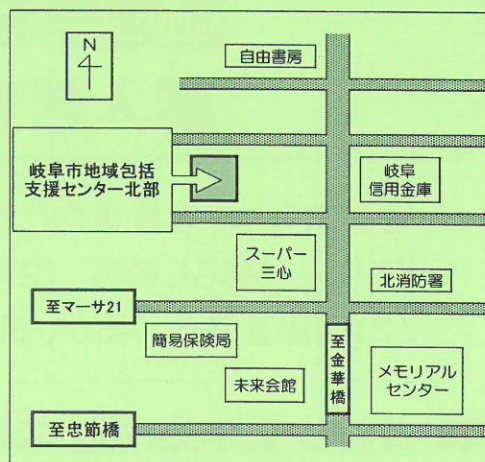 N
自由書房
岐阜市地域包括
支援センター北部
岐阜
信用金庫
スーパー
三心
北消防署
至マーサ21
簡易保険局
至金華橋
メモリアル
センター
未来会館
至忠節橋